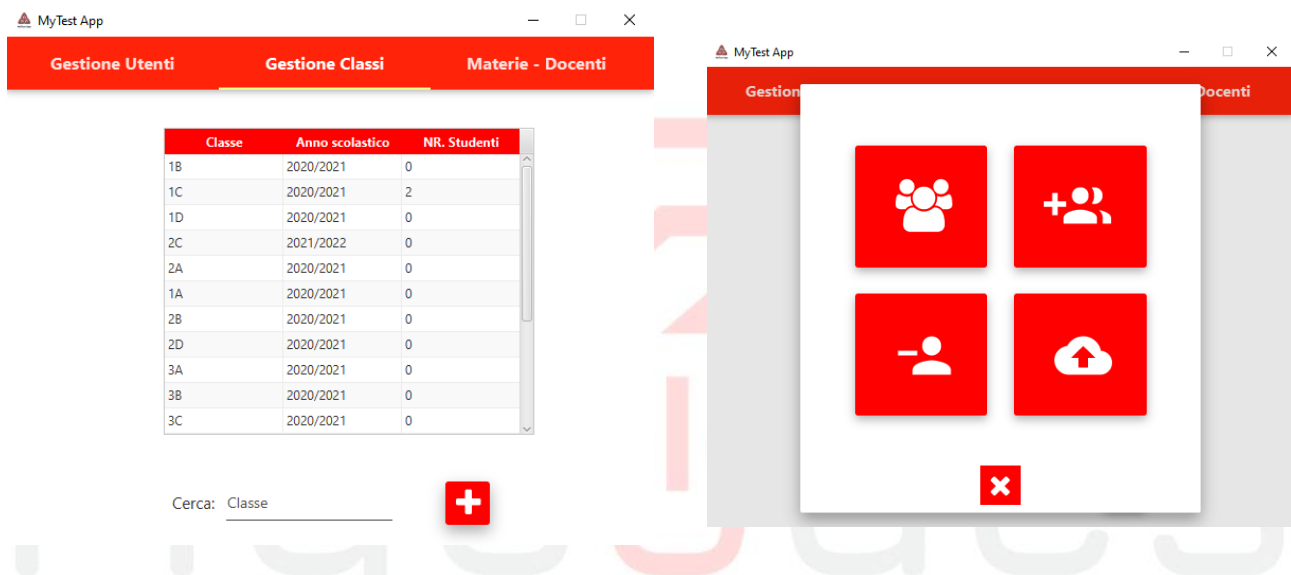 MyTest App
Gestione Utenti Gestione Classi Materie - Docenti
Classe Anno scolastico NR. Studenti
1B 2020/2021 0
1C 2020/2021 2
1D 2020/2021 0
2C 2021/2022 0
2A 2020/2021 0
1A 2020/2021 0
2B 2020/2021 0
2D 2020/2021 0
3A 2020/2021 0
3B 2020/2021 0
3C 2020/2021 0
Cerca: Classe
MyTest App
Gestion Docenti